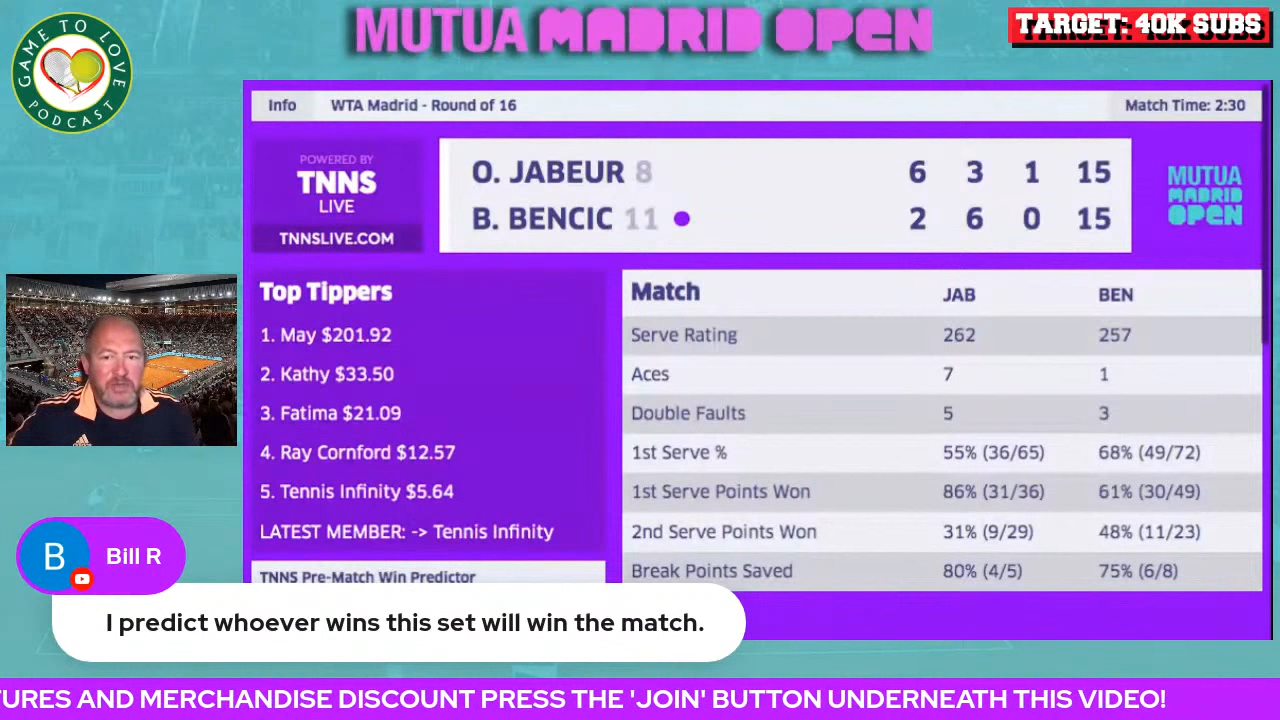 GAME TO LOVE
PODCAST
MUTUA MADRID OPEN
TARGET: 40K SUBS
Info WTA Madrid - Round of 16 Match Time: 2:30
POWERED BY
TNNS
LIVE
TNNSLIVE.COM
O. JABEUR 8 6 3 1 15
B. BENCIC 11 2 6 0 15
MUTUA
MADRID
OPEN
Top Tippers
1. May $201.92
2. Kathy $33.50
3. Fatima $21.09
4. Ray Cornford $12.57
5. Tennis Infinity $5.64
LATEST MEMBER: -> Tennis Infinity
TNNS Pre-Match Win Predictor
Match JAB BEN
Serve Rating 262 257
Aces 7 1
Double Faults 5 3
1st Serve % 55% (36/65) 68% (49/72)
1st Serve Points Won 86% (31/36) 61% (30/49)
2nd Serve Points Won 31% (9/29) 48% (11/23)
Break Points Saved 80% (4/5) 75% (6/8)
B Bill R
I predict whoever wins this set will win the match.
TURES AND MERCHANDISE DISCOUNT PRESS THE 'JOIN' BUTTON UNDERNEATH THIS VIDEO!